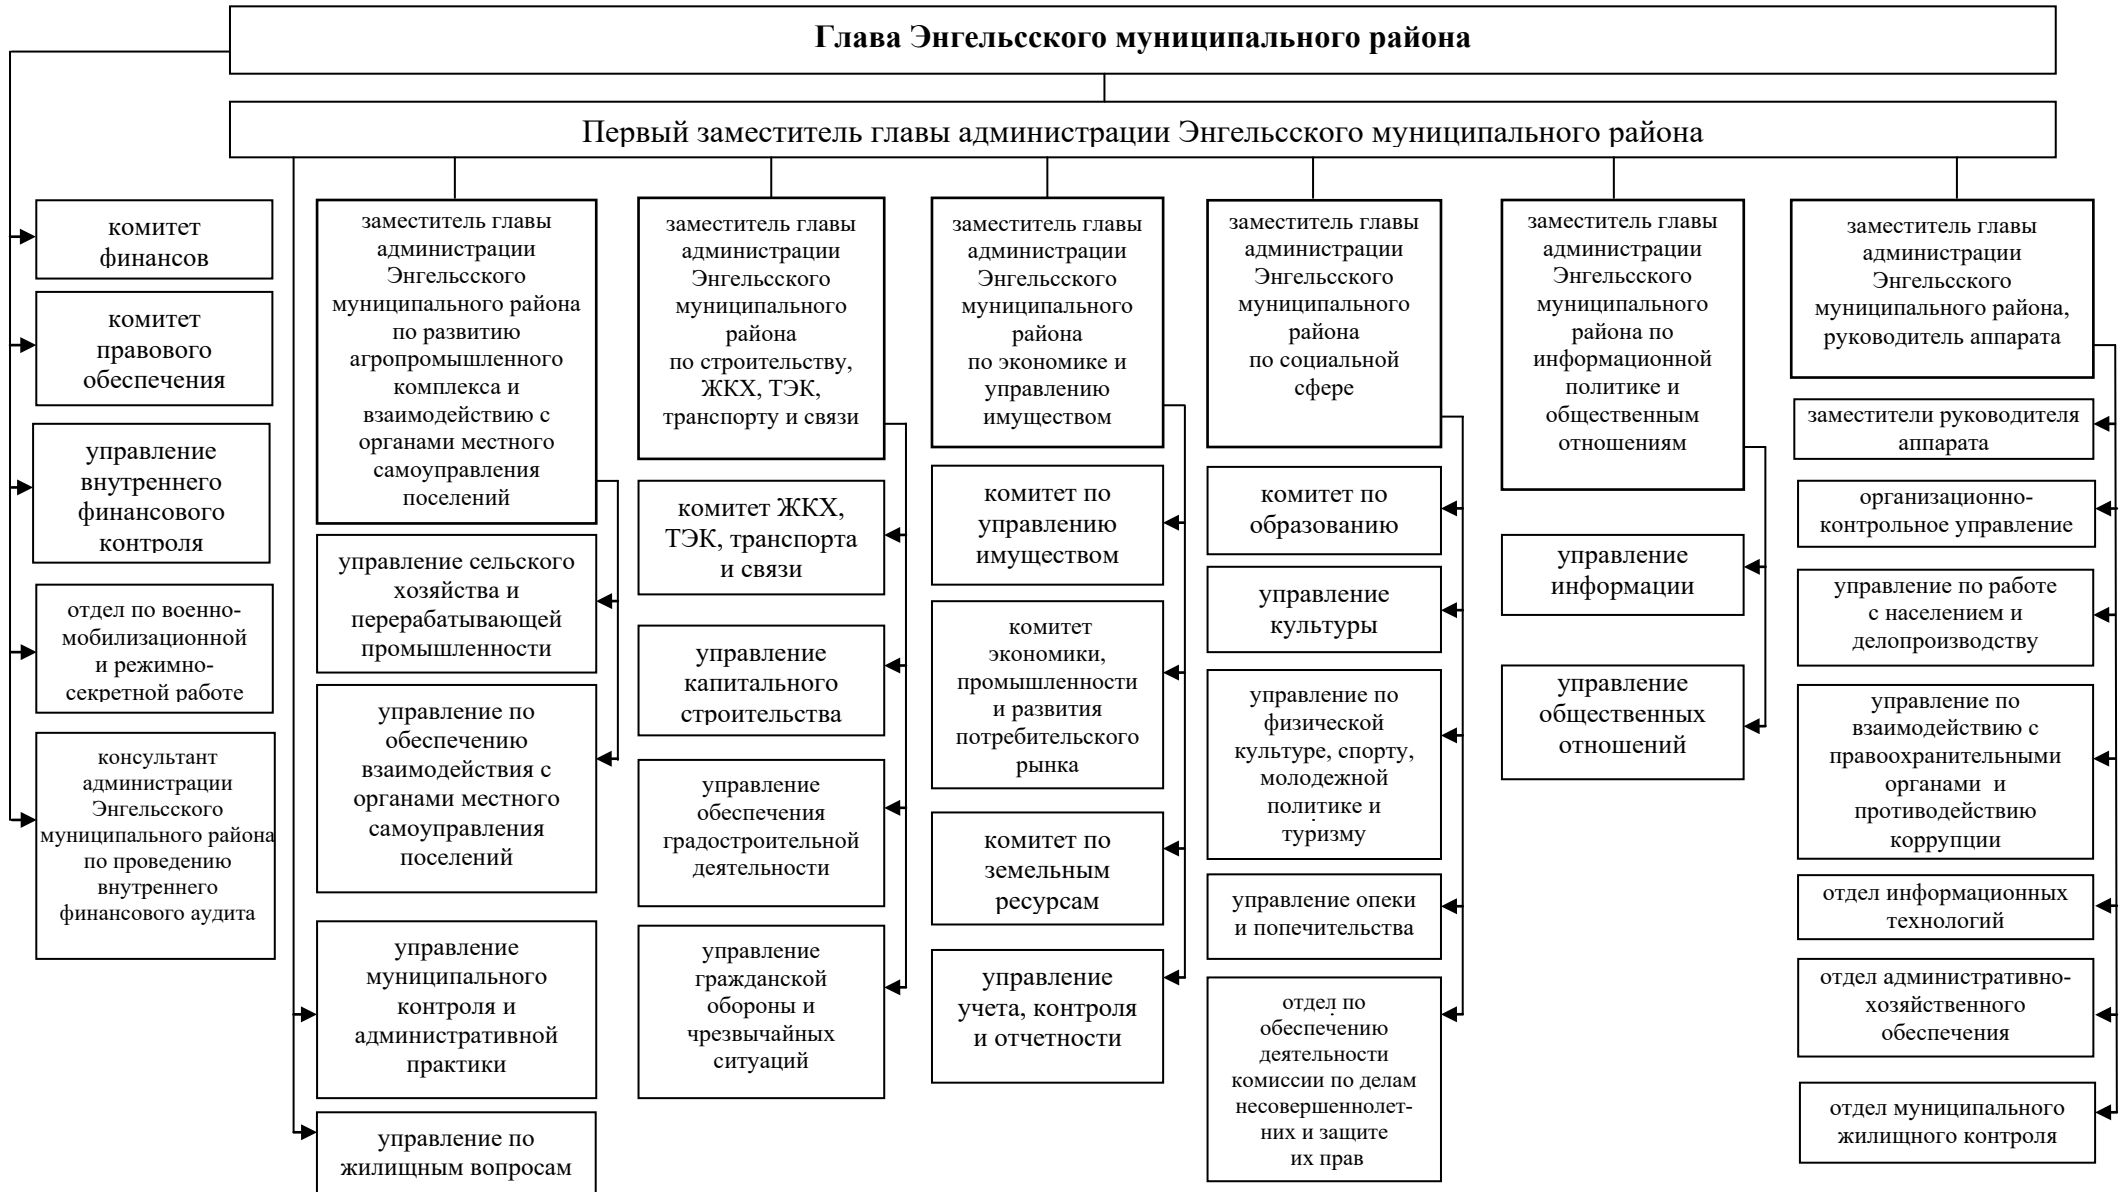 Глава Энгельсского муниципального района
Первый заместитель главы администрации Энгельсского муниципального района
комитет
финансов
комитет
правового
обеспечения
управление
внутреннего
финансового
контроля
отдел по военно-
мобилизационной
и режимно-
секретной работе
консультант
администрации
Энгельсского
муниципального района
по проведению
внутреннего
финансового аудита
заместитель главы
администрации
Энгельсского
муниципального района
по развитию
агропромышленного
комплекса и
взаимодействию с
органами местного
самоуправления
поселений
управление сельского
хозяйства и
перерабатывающей
промышленности
управление по
обеспечению
взаимодействия с
органами местного
самоуправления
поселений
управление
муниципального
контроля и
административной
практики
управление по
жилищным вопросам
заместитель главы
администрации
Энгельсского
муниципального
района
по строительству,
ЖКХ, ТЭК,
транспорту и связи
комитет ЖКХ,
ТЭК, транспорта
и связи
управление
капитального
строительства
управление
обеспечения
градостроительной
деятельности
управление
гражданской
обороны и
чрезвычайных
ситуаций
заместитель главы
администрации
Энгельсского
муниципального
района
по экономике и
управлению
имуществом
комитет по
управлению
имуществом
комитет
экономики,
промышленности
и развития
потребительского
рынка
комитет по
земельным
ресурсам
управление
учета, контроля
и отчетности
заместитель главы
администрации
Энгельсского
муниципального
района
по социальной
сфере
комитет по
образованию
управление
культуры
управление по
физической
культуре, спорту,
молодежной
политике и
туризму
управление опеки
и попечительства
отдел по
обеспечению
деятельности
комиссии по делам
несовершеннолет-
них и защите
их прав
заместитель главы
администрации
Энгельсского
муниципального
района по
информационной
политике и
общественным
отношениям
управление
информации
управление
общественных
отношений
заместитель главы
администрации
Энгельсского
муниципального района,
руководитель аппарата
заместители руководителя
аппарата
организационно-
контрольное управление
управление по работе
с населением и
делопроизводству
управление по
взаимодействию с
правоохранительными
органами и
противодействию
коррупции
отдел информационных
технологий
отдел административно-
хозяйственного
обеспечения
отдел муниципального
жилищного контроля